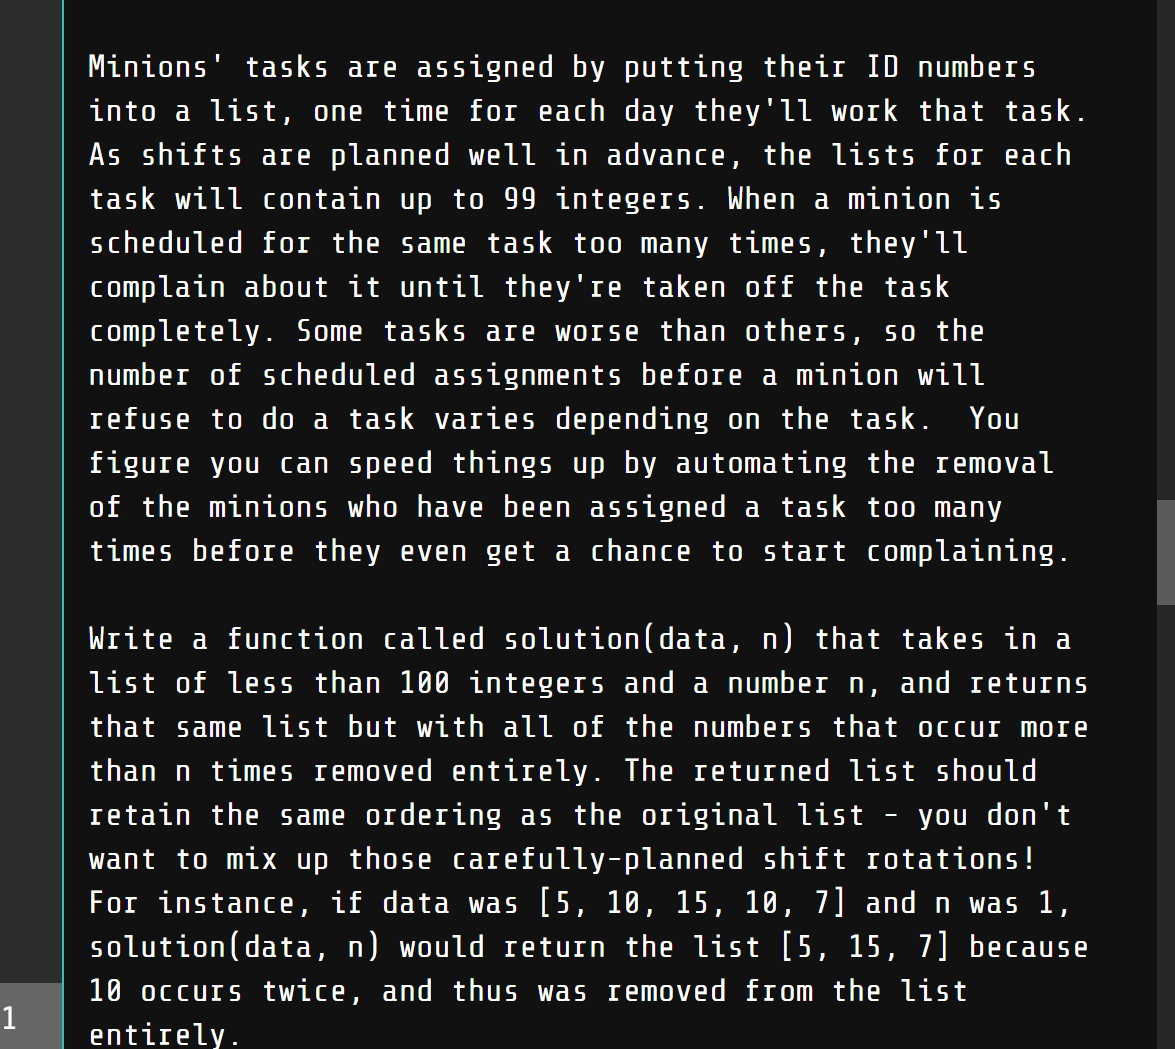 Minions' tasks are assigned by putting their ID numbers
into a list, one time for each day they'll work that task.
As shifts are planned well in advance, the lists for each
task will contain up to 99 integers. When a minion is
scheduled for the same task too many times, they'll
complain about it until they're taken off the task
completely. Some tasks are worse than others, so the
number of scheduled assignments before a minion will
refuse to do a task varies depending on the task.  You
figure you can speed things up by automating the removal
of the minions who have been assigned a task too many
times before they even get a chance to start complaining.

Write a function called solution(data, n) that takes in a
list of less than 100 integers and a number n, and returns
that same list but with all of the numbers that occur more
than n times removed entirely. The returned list should
retain the same ordering as the original list - you don't
want to mix up those carefully-planned shift rotations!
For instance, if data was [5, 10, 15, 10, 7] and n was 1,
solution(data, n) would return the list [5, 15, 7] because
10 occurs twice, and thus was removed from the list
1
entirely.